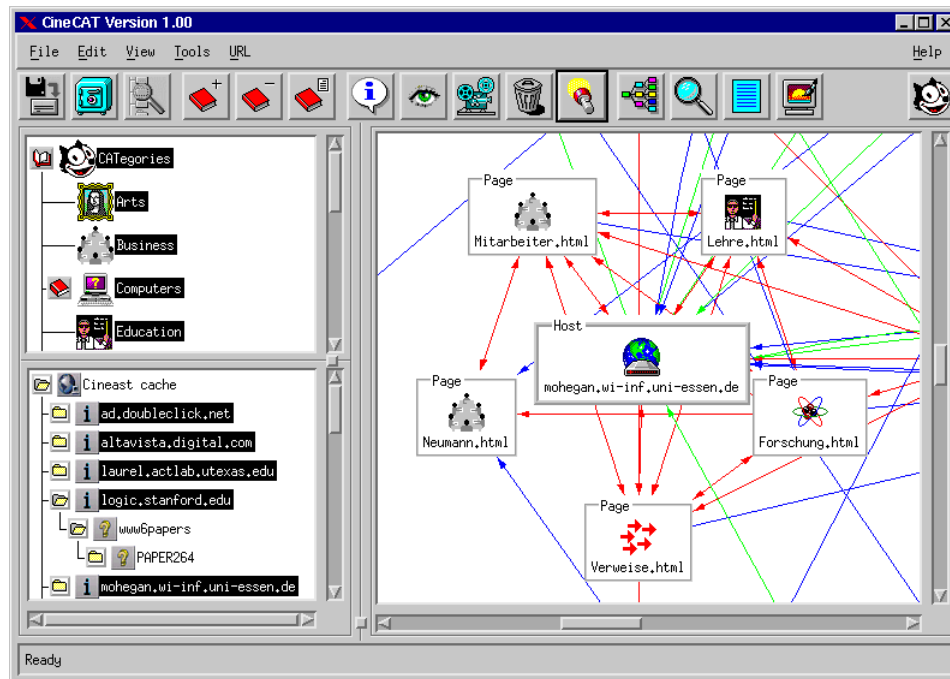 CineCAT Version 1.00
File Edit View Tools URL Help
CATegories
Arts
Business
Computers
Education
Cineast cache
ad.doubleclick.net
altavista.digital.com
laurel.actlab.utexas.edu
logic.stanford.edu
www6papers
PAPER264
mohegan.wi-inf.uni-essen.de
Page
Mitarbeiter.html
Page
Lehre.html
Host
mohegan.wi-inf.uni-essen.de
Page
Neumann.html
Page
Forschung.html
Page
Verweise.html
Ready